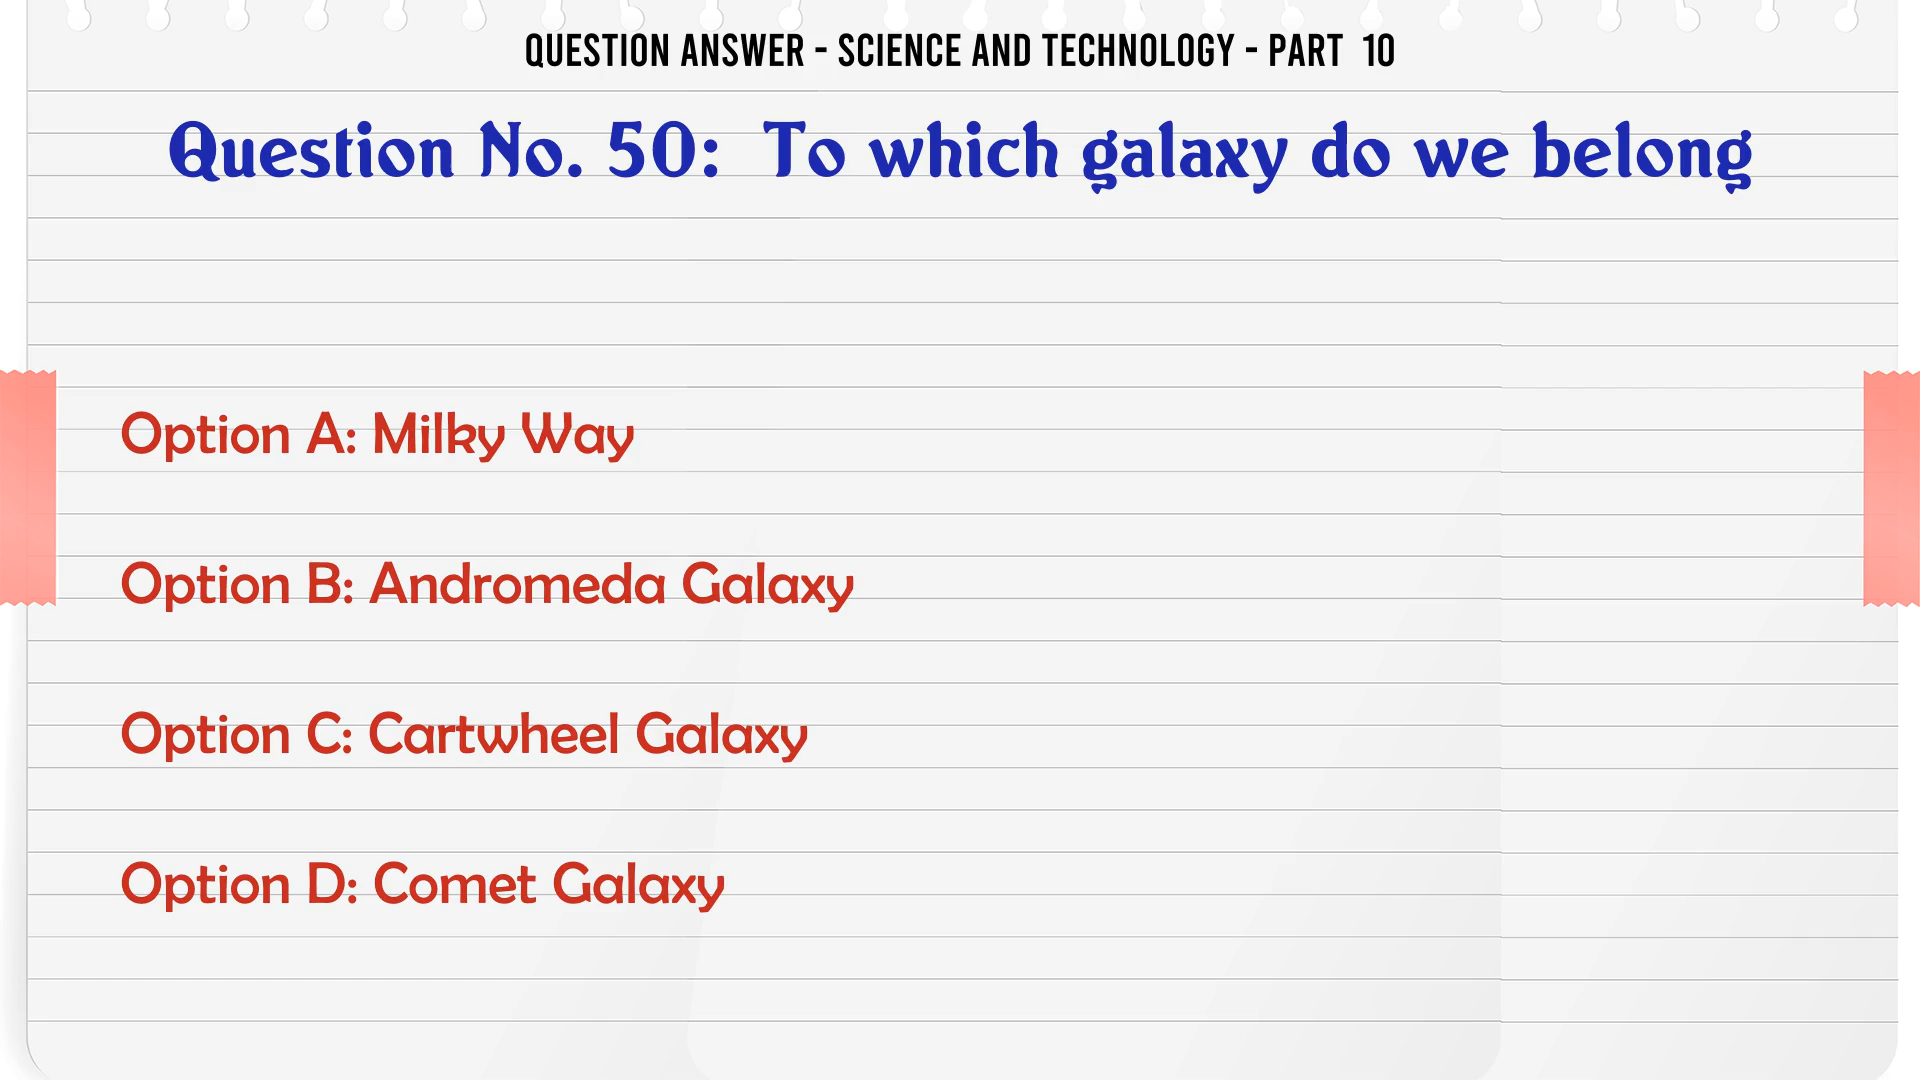 QUESTION ANSWER - SCIENCE AND TECHNOLOGY - PART 10
Question No. 50: To which galaxy do we belong
Option A: Milky Way
Option B: Andromeda Galaxy
Option C: Cartwheel Galaxy
Option D: Comet Galaxy